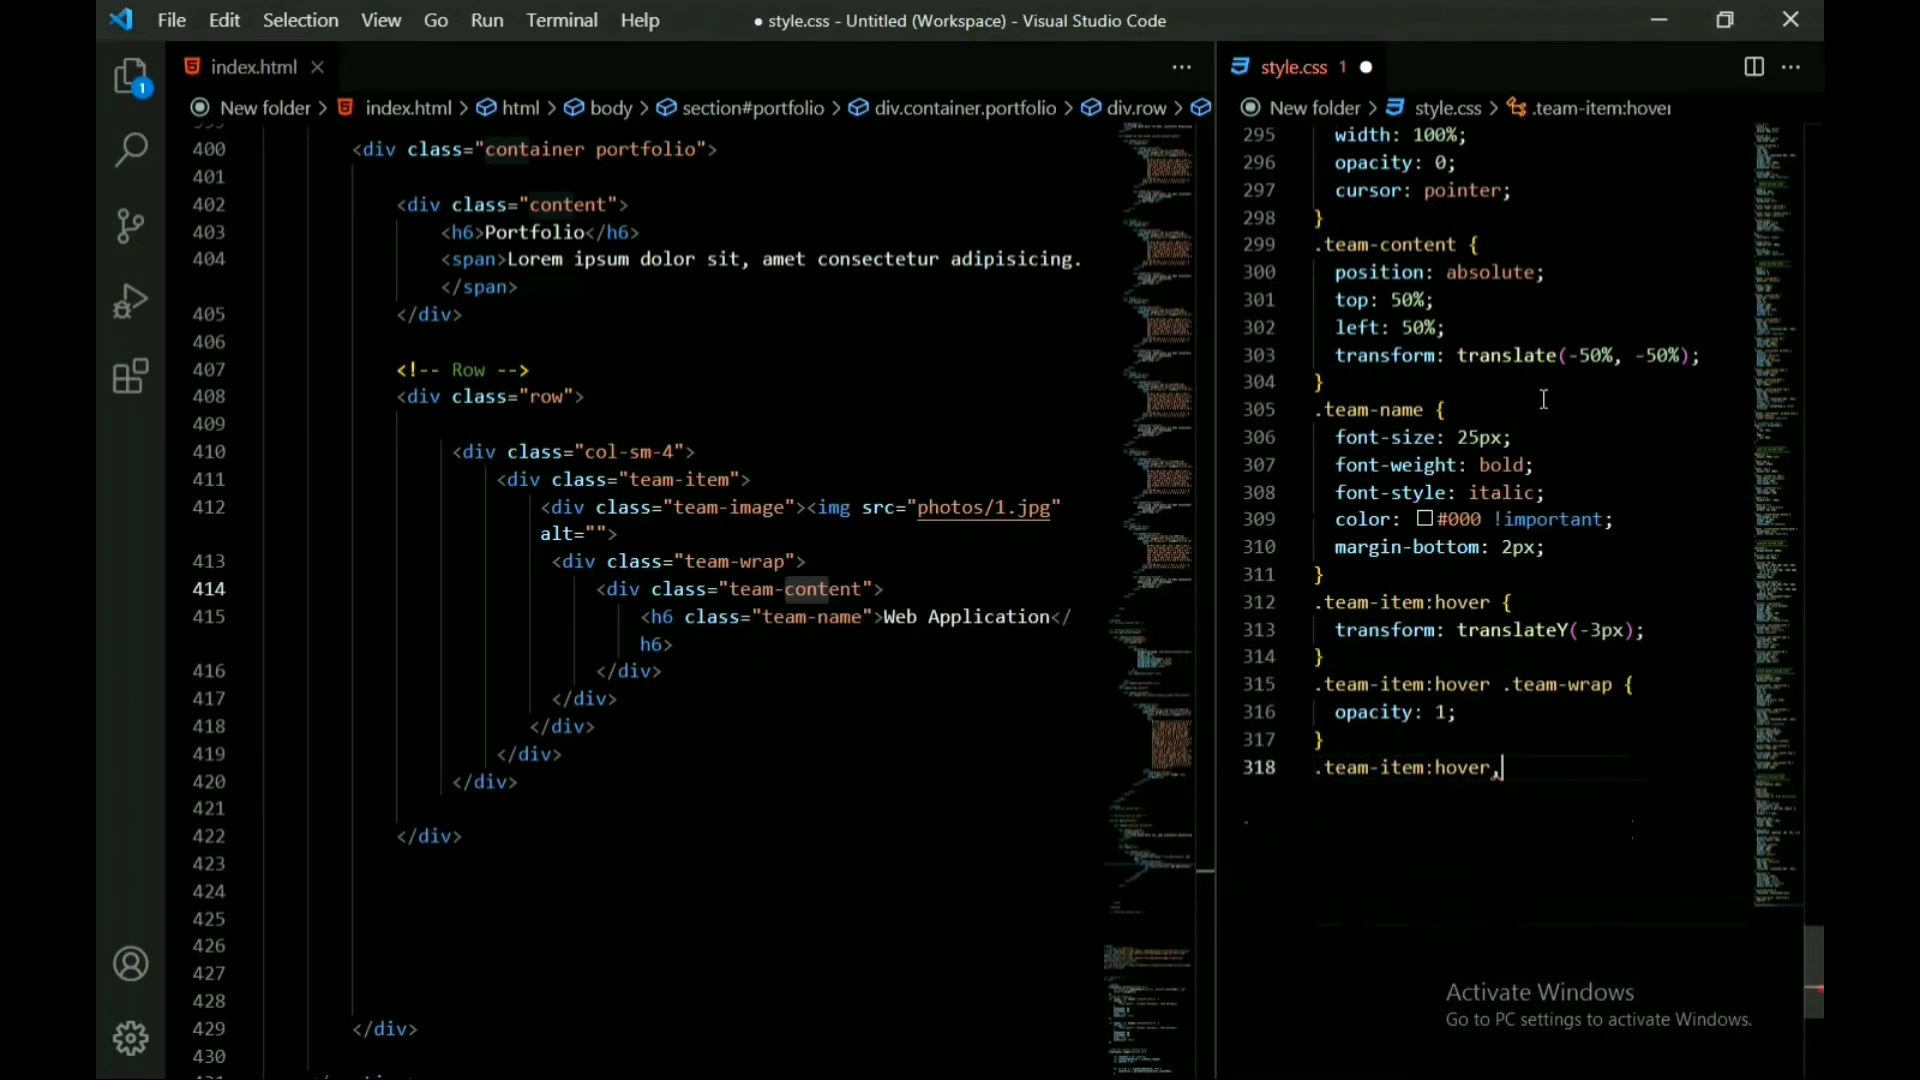 File Edit Selection View Go Run Terminal Help ● style.css - Untitled (Workspace) - Visual Studio Code
index.html
style.css 1
New folder > index.html > html > body > section#portfolio > div.container.portfolio > div.row >
New folder > style.css > .team-item:hover
1
400 <div class="container portfolio">
401
402 <div class="content">
403 <h6>Portfolio</h6>
404 <span>Lorem ipsum dolor sit, amet consectetur adipisicing.
</span>
405 </div>
406
407 <!-- Row -->
408 <div class="row">
409
410 <div class="col-sm-4">
411 <div class="team-item">
412 <div class="team-image"><img src="photos/1.jpg"
alt="">
413 <div class="team-wrap">
414 <div class="team-content">
415 <h6 class="team-name">Web Application</
h6>
416 </div>
417 </div>
418 </div>
419 </div>
420 </div>
421
422 </div>
423
424
425
426
427
428
429 </div>
430
295 width: 100%;
296 opacity: 0;
297 cursor: pointer;
298 }
299 .team-content {
300 position: absolute;
301 top: 50%;
302 left: 50%;
303 transform: translate(-50%, -50%);
304 }
305 .team-name {
306 font-size: 25px;
307 font-weight: bold;
308 font-style: italic;
309 color: #000 !important;
310 margin-bottom: 2px;
311 }
312 .team-item:hover {
313 transform: translateY(-3px);
314 }
315 .team-item:hover .team-wrap {
316 opacity: 1;
317 }
318 .team-item:hover,
Activate Windows
Go to PC settings to activate Windows.